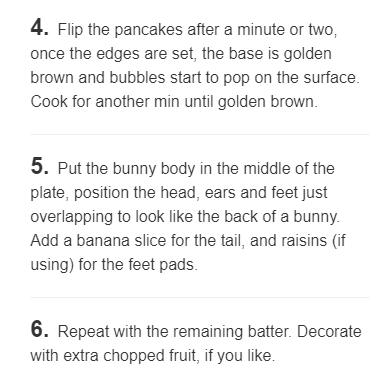 4. Flip the pancakes after a minute or two,
once the edges are set, the base is golden
brown and bubbles start to pop on the surface.
Cook for another min until golden brown.
5. Put the bunny body in the middle of the
plate, position the head, ears and feet just
overlapping to look like the back of a bunny.
Add a banana slice for the tail, and raisins (if
using) for the feet pads.
6. Repeat with the remaining batter. Decorate
with extra chopped fruit, if you like.